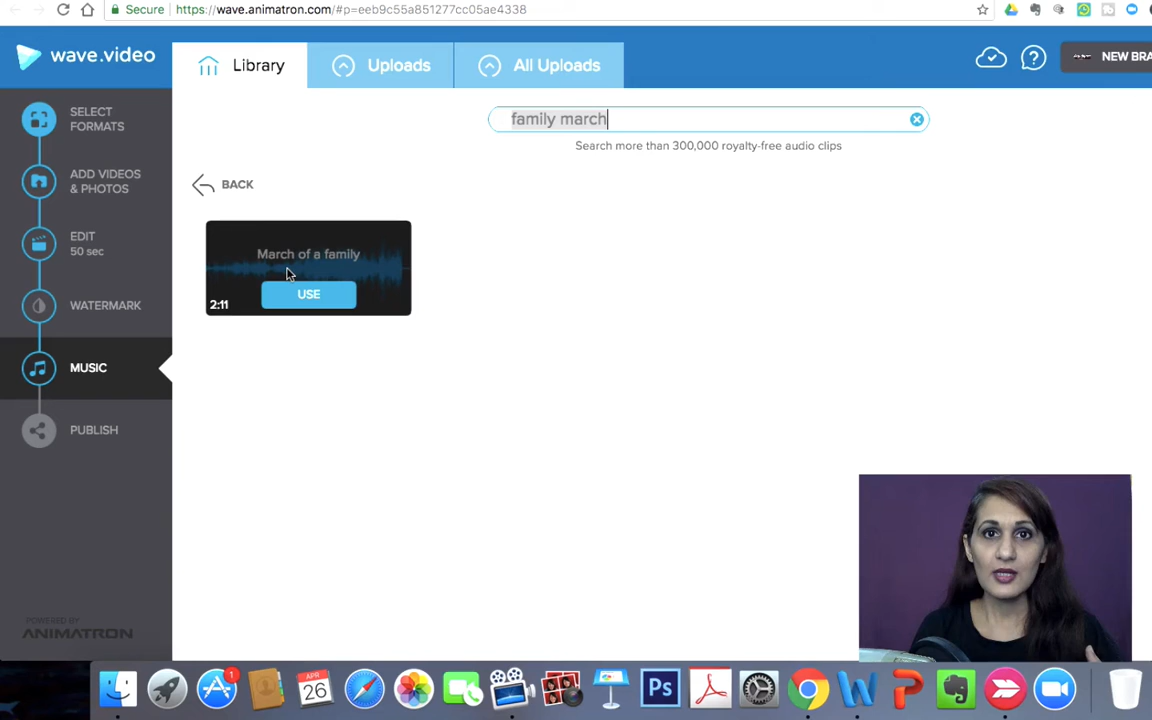 Secure
https://wave.animatron.com/#p=eeb9c55a851277cc05ae4338
wave.video
Library
Uploads
All Uploads
NEW BRA
SELECT
FORMATS
ADD VIDEOS
& PHOTOS
EDIT
50 sec
WATERMARK
MUSIC
PUBLISH
POWERED BY
ANIMATRON
family march
Search more than 300,000 royalty-free audio clips
BACK
March of a family
USE
2:11
1
APR
26
Ps